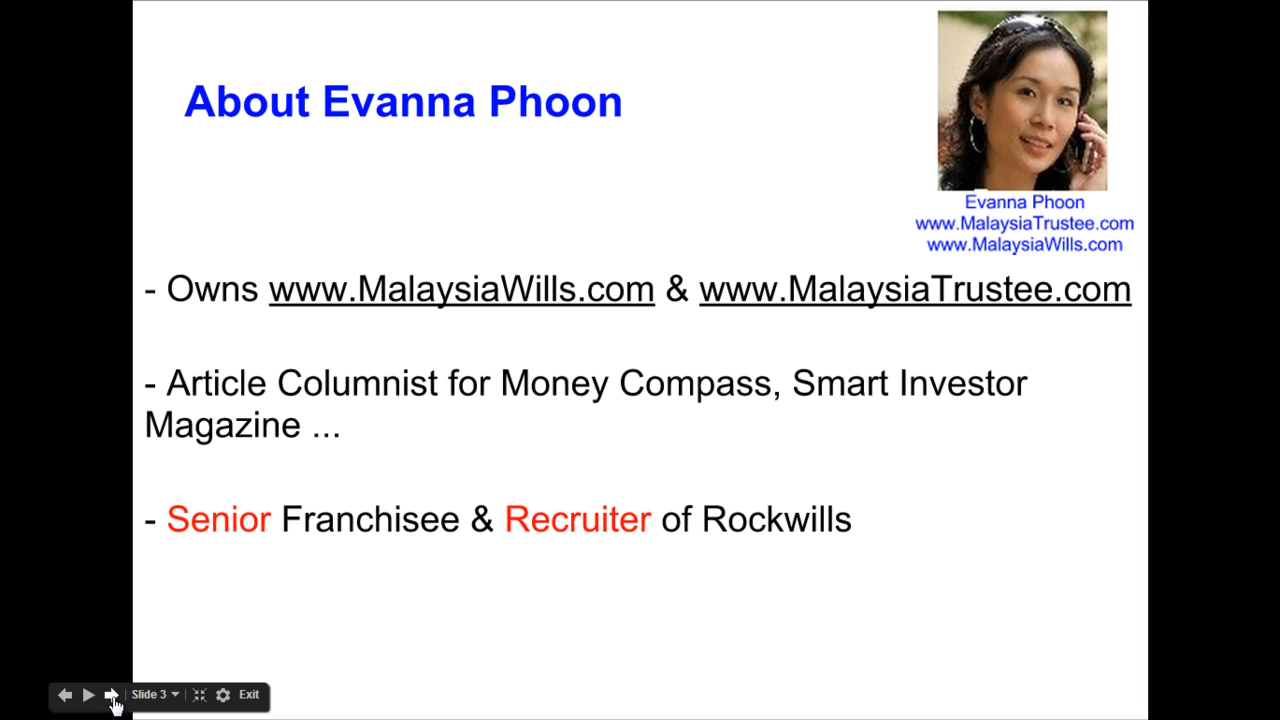 About Evanna Phoon
Evanna Phoon
www.MalaysiaTrustee.com
www.MalaysiaWills.com
- Owns www.MalaysiaWills.com & www.MalaysiaTrustee.com
- Article Columnist for Money Compass, Smart Investor
Magazine ...
- Senior Franchisee & Recruiter of Rockwills
Slide 3
Exit